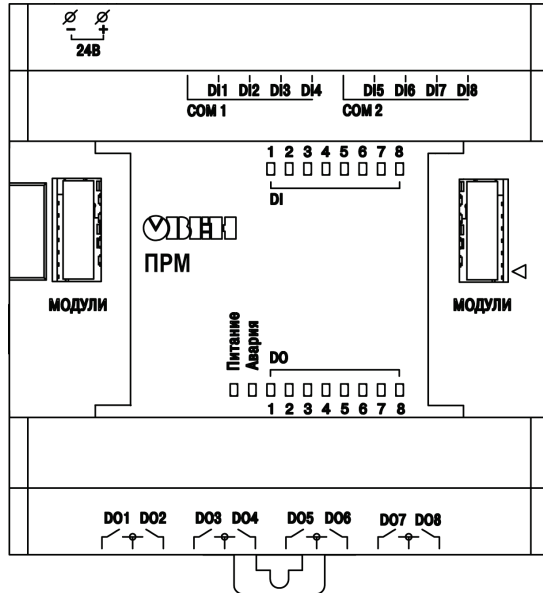 − +
24В
DI1 DI2 DI3 DI4 DI5 DI6 DI7 DI8
COM 1 COM 2
1 2 3 4 5 6 7 8
DI
ОВЕН
ПРМ
МОДУЛИ МОДУЛИ
Питание
Авария
DO
1 2 3 4 5 6 7 8
DO1 DO2 DO3 DO4 DO5 DO6 DO7 DO8